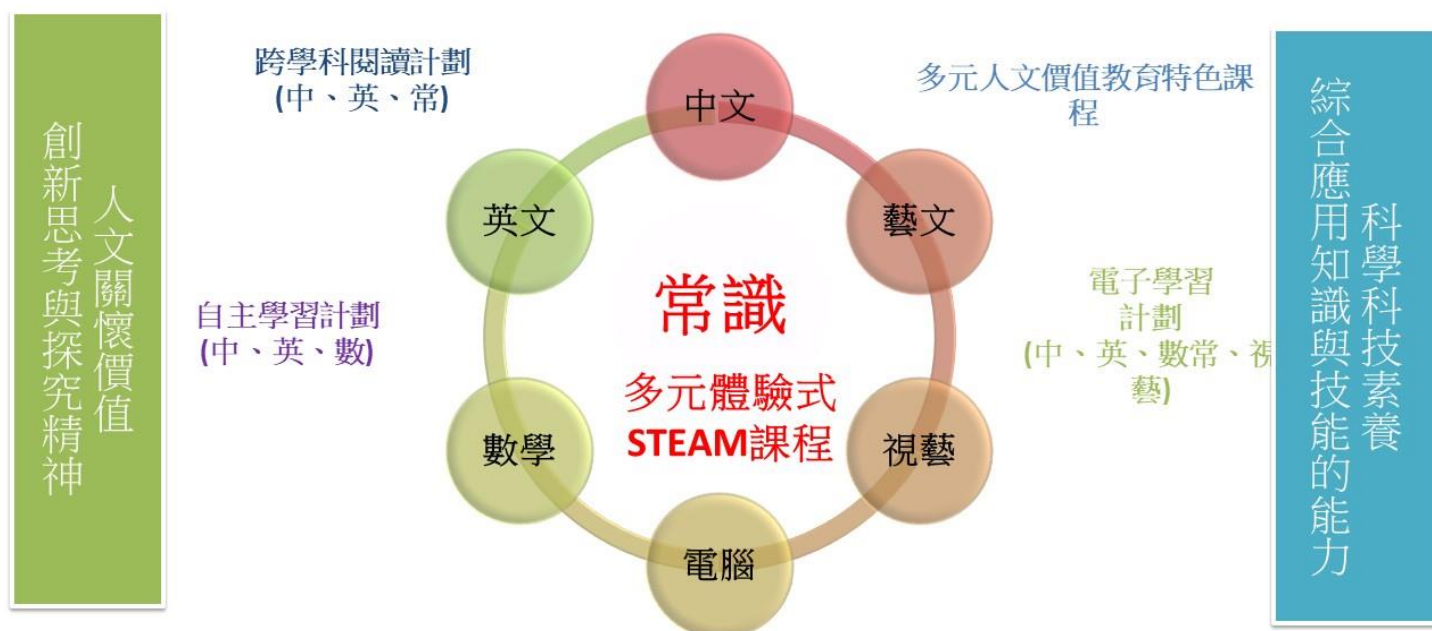 人文關懷價值
創新思考與探究精神
跨學科閱讀計劃
(中、英、常)
自主學習計劃
(中、英、數)
中文
英文
藝文
常識
多元體驗式
STEAM課程
數學
視藝
電腦
多元人文價值教育特色課
程
電子學習
計劃
(中、英、數常、視
藝)
科學科技素養
綜合應用知識與技能的能力